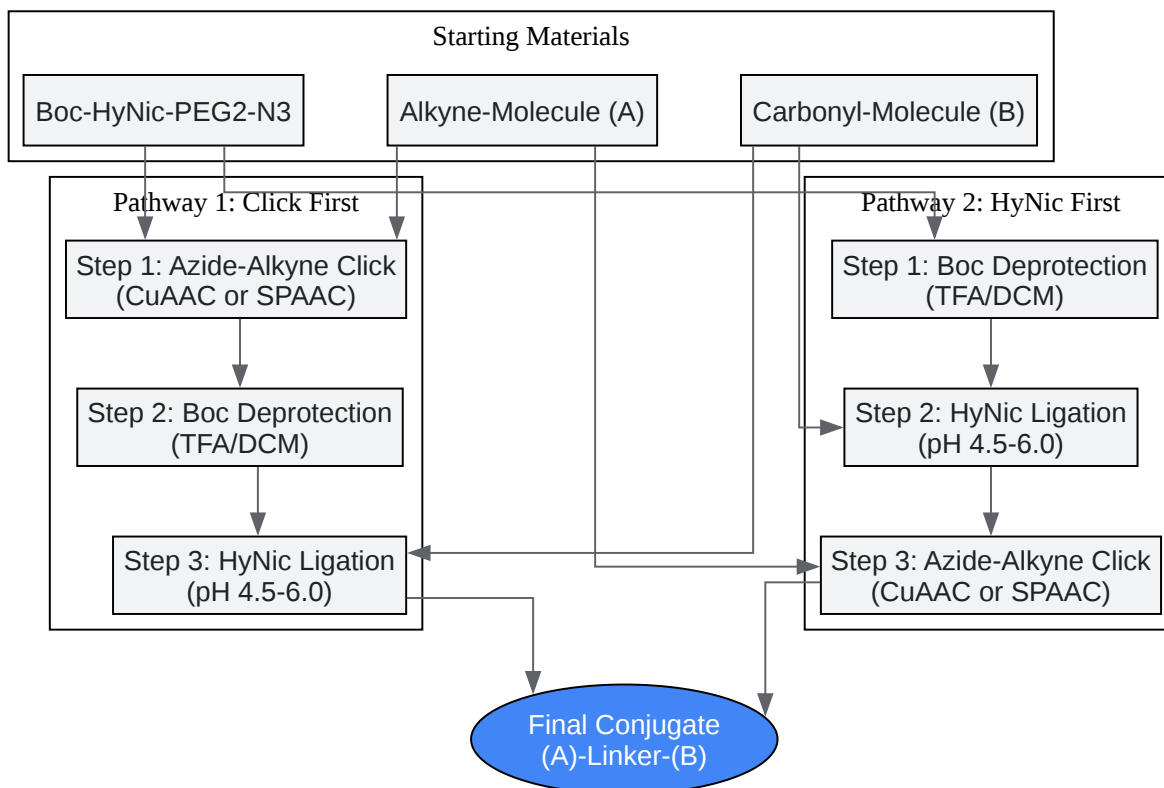 Starting Materials
Boc-HyNic-PEG2-N3
Alkyne-Molecule (A)
Carbonyl-Molecule (B)
Pathway 1: Click First
Step 1: Azide-Alkyne Click
(CuAAC or SPAAC)
Step 2: Boc Deprotection
(TFA/DCM)
Step 3: HyNic Ligation
(pH 4.5-6.0)
Pathway 2: HyNic First
Step 1: Boc Deprotection
(TFA/DCM)
Step 2: HyNic Ligation
(pH 4.5-6.0)
Step 3: Azide-Alkyne Click
(CuAAC or SPAAC)
Final Conjugate
(A)-Linker-(B)